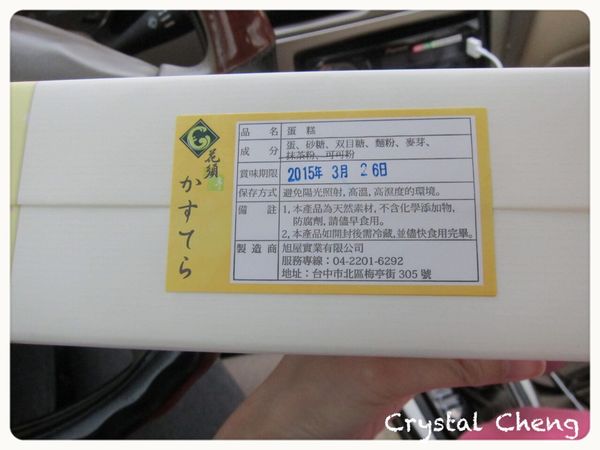 花頌
かすてら
品 名 蛋 糕
成 分 蛋、砂糖、双目糖、麵粉、麥芽、
抹茶粉、可可粉
賞味期限 2015年 3月 26日
保存方式 避免陽光照射,高溫,高濕度的環境。
備 註 1,本產品為天然素材,不含化學添加物,
防腐劑,請儘早食用。
2,本產品如開封後需冷藏,並儘快食用完畢。
製造商 旭屋實業有限公司
服務專線:04-2201-6292
地址:台中市北區梅亭街 305 號
Crystal Cheng